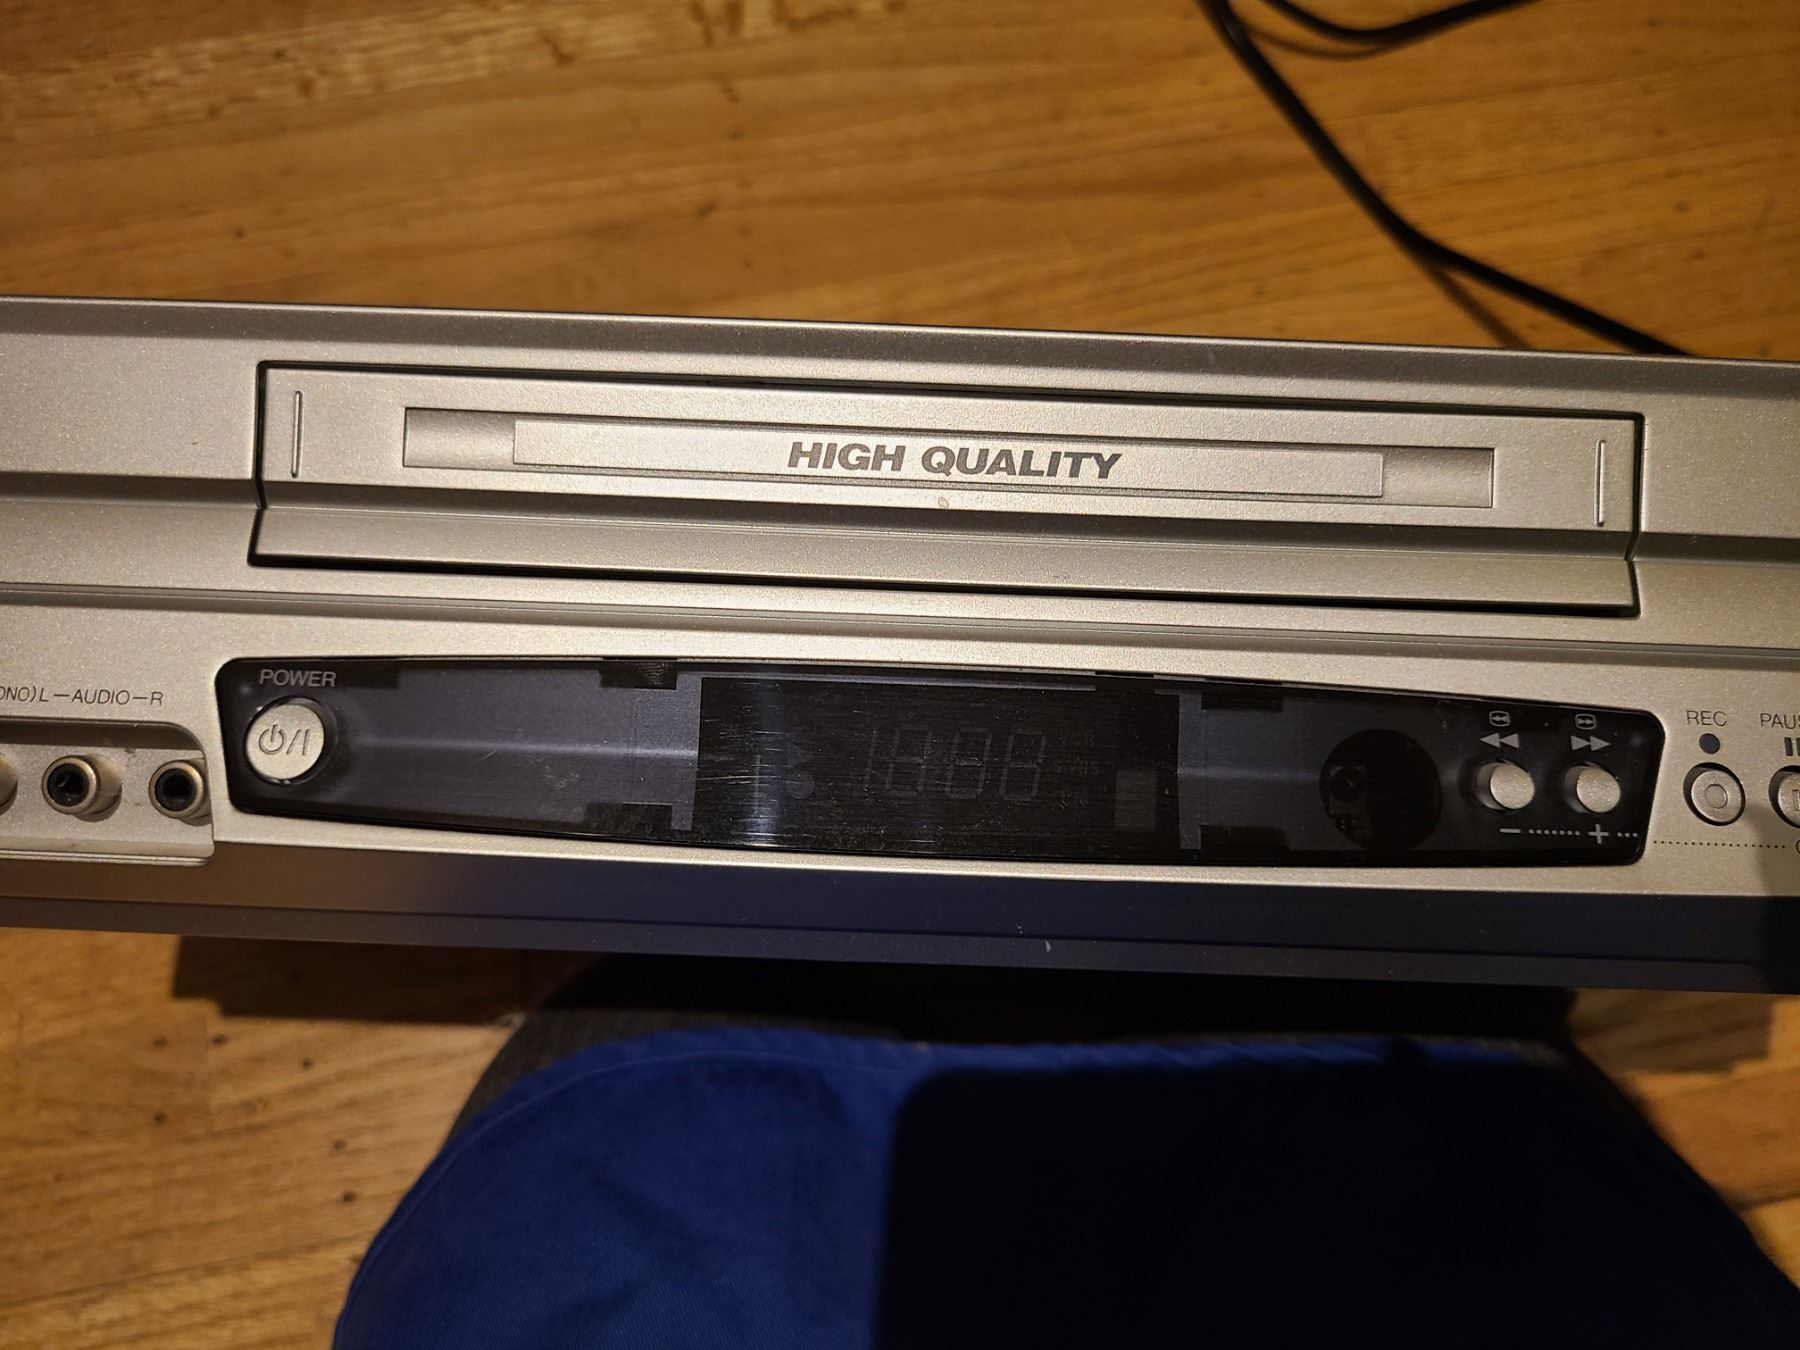 HIGH QUALITY
POWER
L—AUDIO—R
REC